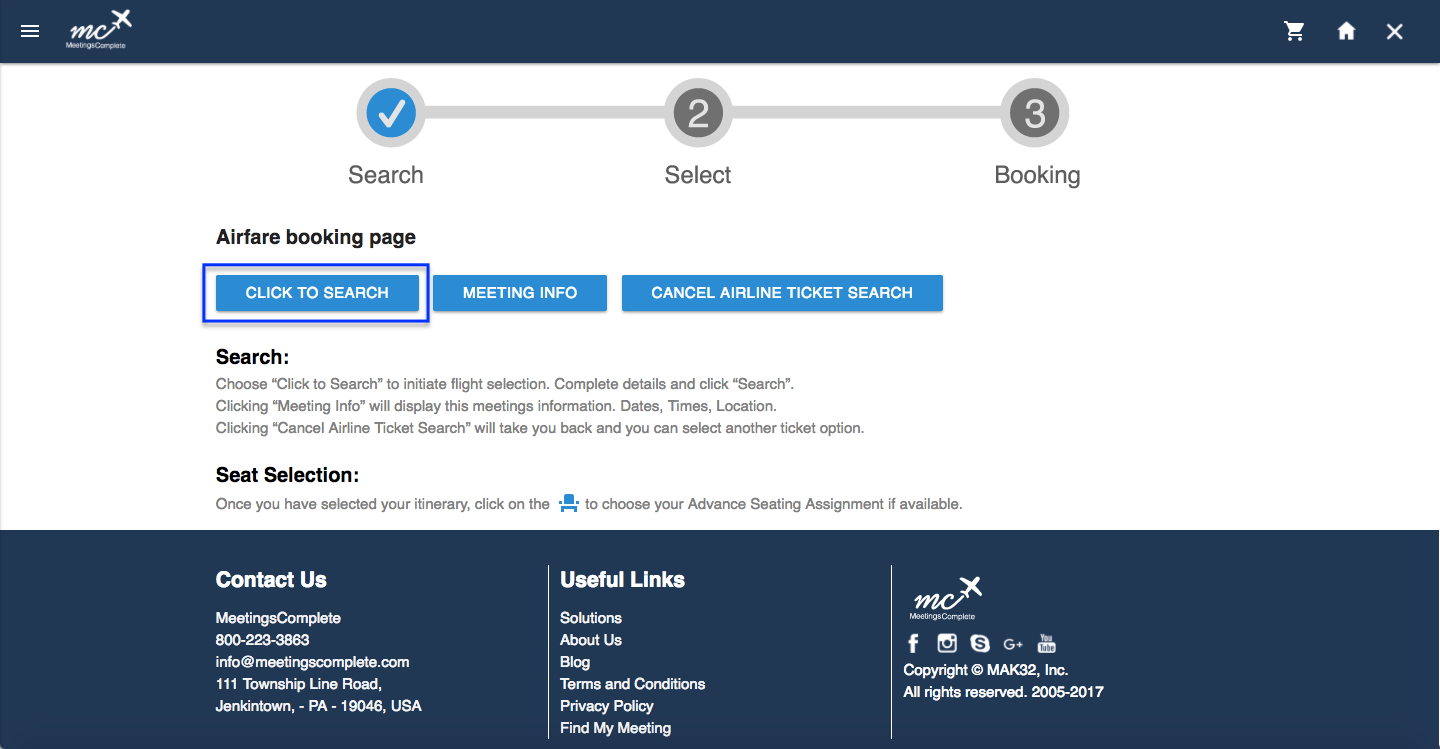 mc
MeetingsComplete
2
3
Search
Select
Booking
Airfare booking page
CLICK TO SEARCH
MEETING INFO
CANCEL AIRLINE TICKET SEARCH
Search:
Choose “Click to Search” to initiate flight selection. Complete details and click “Search”.
Clicking “Meeting Info” will display this meetings information. Dates, Times, Location.
Clicking “Cancel Airline Ticket Search” will take you back and you can select another ticket option.
Seat Selection:
Once you have selected your itinerary, click on the to choose your Advance Seating Assignment if available.
Contact Us
MeetingsComplete
800-223-3863
info@meetingscomplete.com
111 Township Line Road,
Jenkintown, - PA - 19046, USA
Useful Links
Solutions
About Us
Blog
Terms and Conditions
Privacy Policy
Find My Meeting
mc
MeetingsComplete
f
S
G+
You
Tube
Copyright © MAK32, Inc.
All rights reserved. 2005-2017